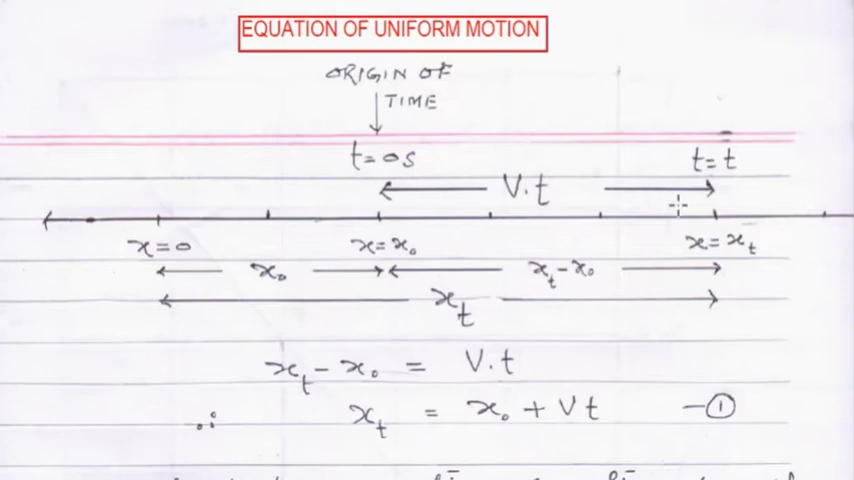 EQUATION OF UNIFORM MOTION
ORIGIN OF
TIME
t=0s t=t
V.t
x=0 x=x₀ x=xₜ
x₀ xₜ-x₀
xₜ
xₜ - x₀ = V.t
∴ xₜ = x₀ + Vt -①